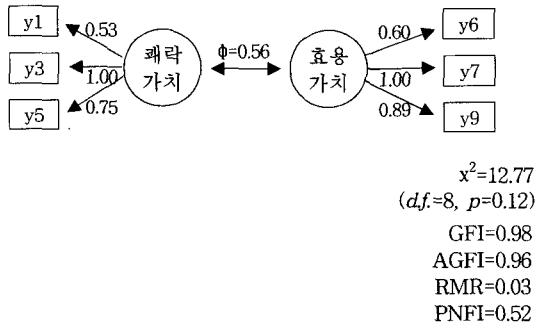 y1
0.53
y3
1.00
y5
0.75
쾌락
가치
ф=0.56
효용
가치
0.60
y6
1.00
y7
0.89
y9
x²=12.77
(d.f.=8, p=0.12)
GFI=0.98
AGFI=0.96
RMR=0.03
PNFI=0.52